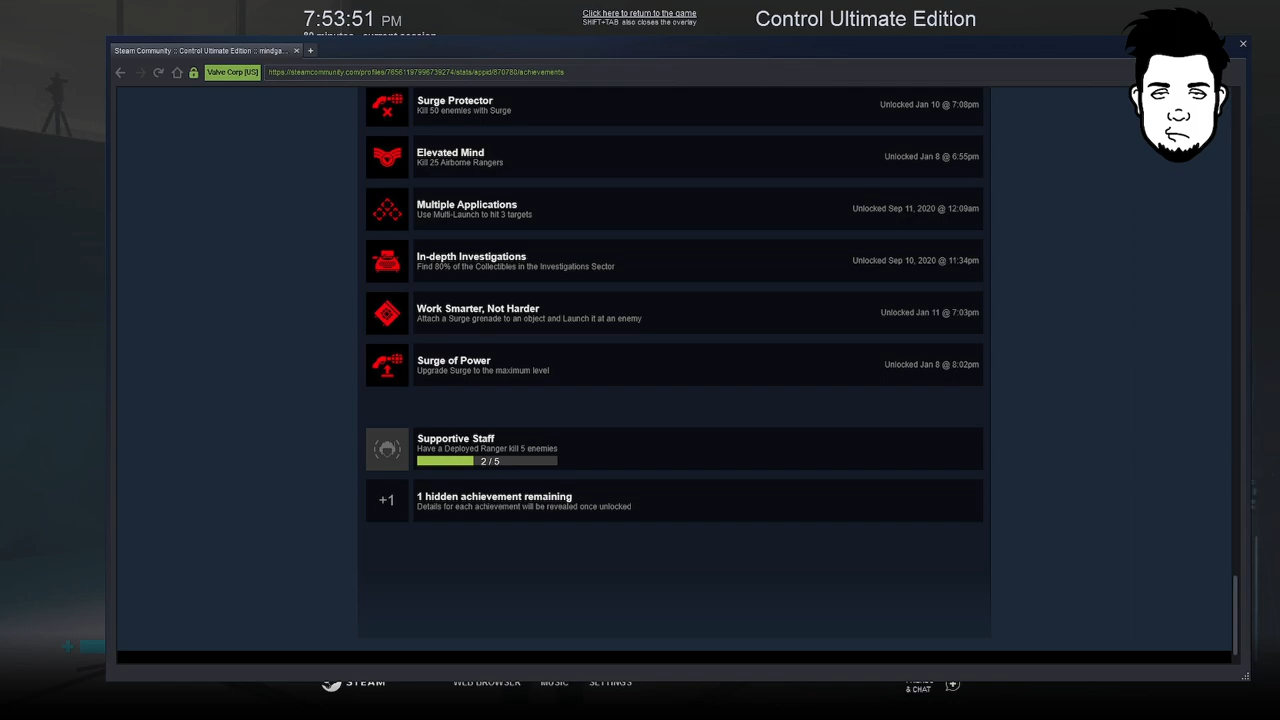 7:53:51 PM
Click here to return to the game
SHIFT+TAB also closes the overlay
Control Ultimate Edition
Steam Community :: Control Ultimate Edition :: mindga...
Valve Corp [US]
https://steamcommunity.com/profiles/76561197996739274/stats/appid/870780/achievements
Surge Protector
Kill 50 enemies with Surge
Unlocked Jan 10 @ 7:08pm
Elevated Mind
Kill 25 Airborne Rangers
Unlocked Jan 8 @ 6:55pm
Multiple Applications
Use Multi-Launch to hit 3 targets
Unlocked Sep 11, 2020 @ 12:09am
In-depth Investigations
Find 80% of the Collectibles in the Investigations Sector
Unlocked Sep 10, 2020 @ 11:34pm
Work Smarter, Not Harder
Attach a Surge grenade to an object and Launch it at an enemy
Unlocked Jan 11 @ 7:03pm
Surge of Power
Upgrade Surge to the maximum level
Unlocked Jan 8 @ 8:02pm
Supportive Staff
Have a Deployed Ranger kill 5 enemies
2 / 5
+1
1 hidden achievement remaining
Details for each achievement will be revealed once unlocked
STEAM
WEB BROWSER
MUSIC
SETTINGS
& CHAT